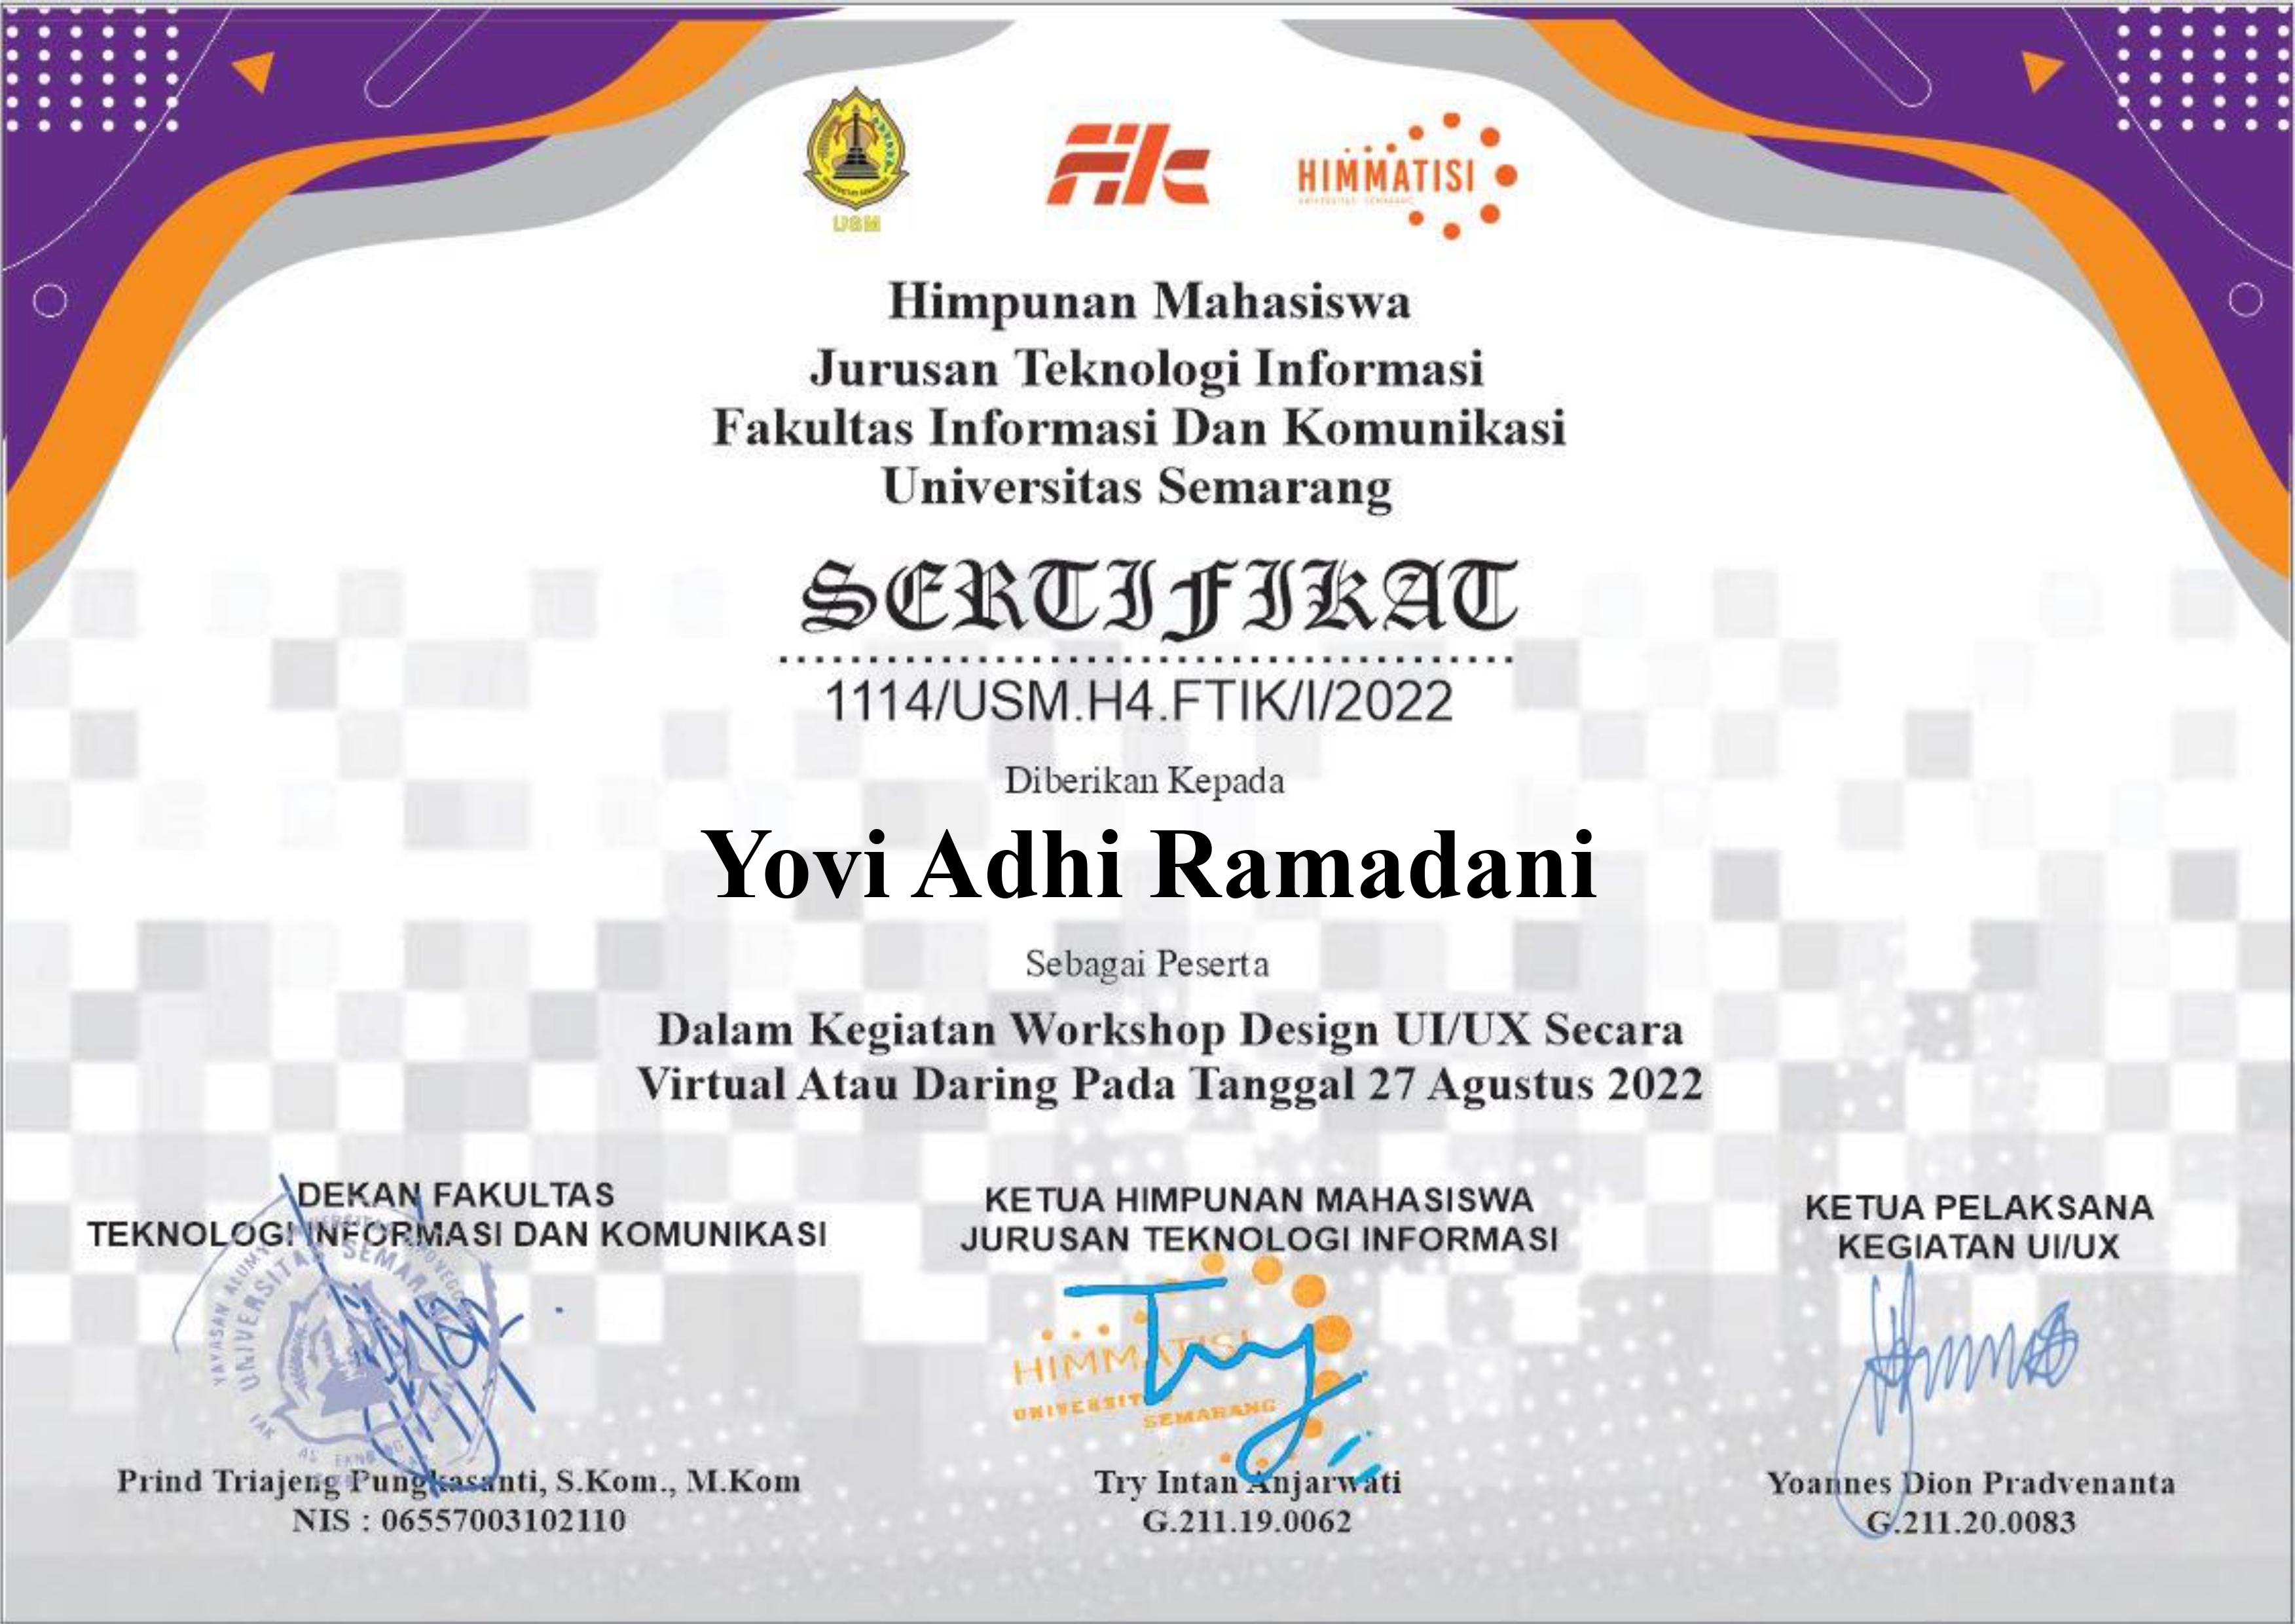 USM
HIMMATISI
UNIVERSITAS SEMARANG
Himpunan Mahasiswa
Jurusan Teknologi Informasi
Fakultas Informasi Dan Komunikasi
Universitas Semarang
SERTIFIKAT
1114/USM.H4.FTIK/I/2022
Diberikan Kepada
Yovi Adhi Ramadani
Sebagai Peserta
Dalam Kegiatan Workshop Design UI/UX Secara
Virtual Atau Daring Pada Tanggal 27 Agustus 2022
DEKAN FAKULTAS
TEKNOLOGI INFORMASI DAN KOMUNIKASI
UNIVERSITAS SEMARANG
Prind Triajeng Pungkasanti, S.Kom., M.Kom
NIS : 06557003102110
KETUA HIMPUNAN MAHASISWA
JURUSAN TEKNOLOGI INFORMASI
HIMMATISI
SEMARANG
Try
Try Intan Anjarwati
G.211.19.0062
KETUA PELAKSANA
KEGIATAN UI/UX
Yoannes Dion Pradvenanta
G.211.20.0083